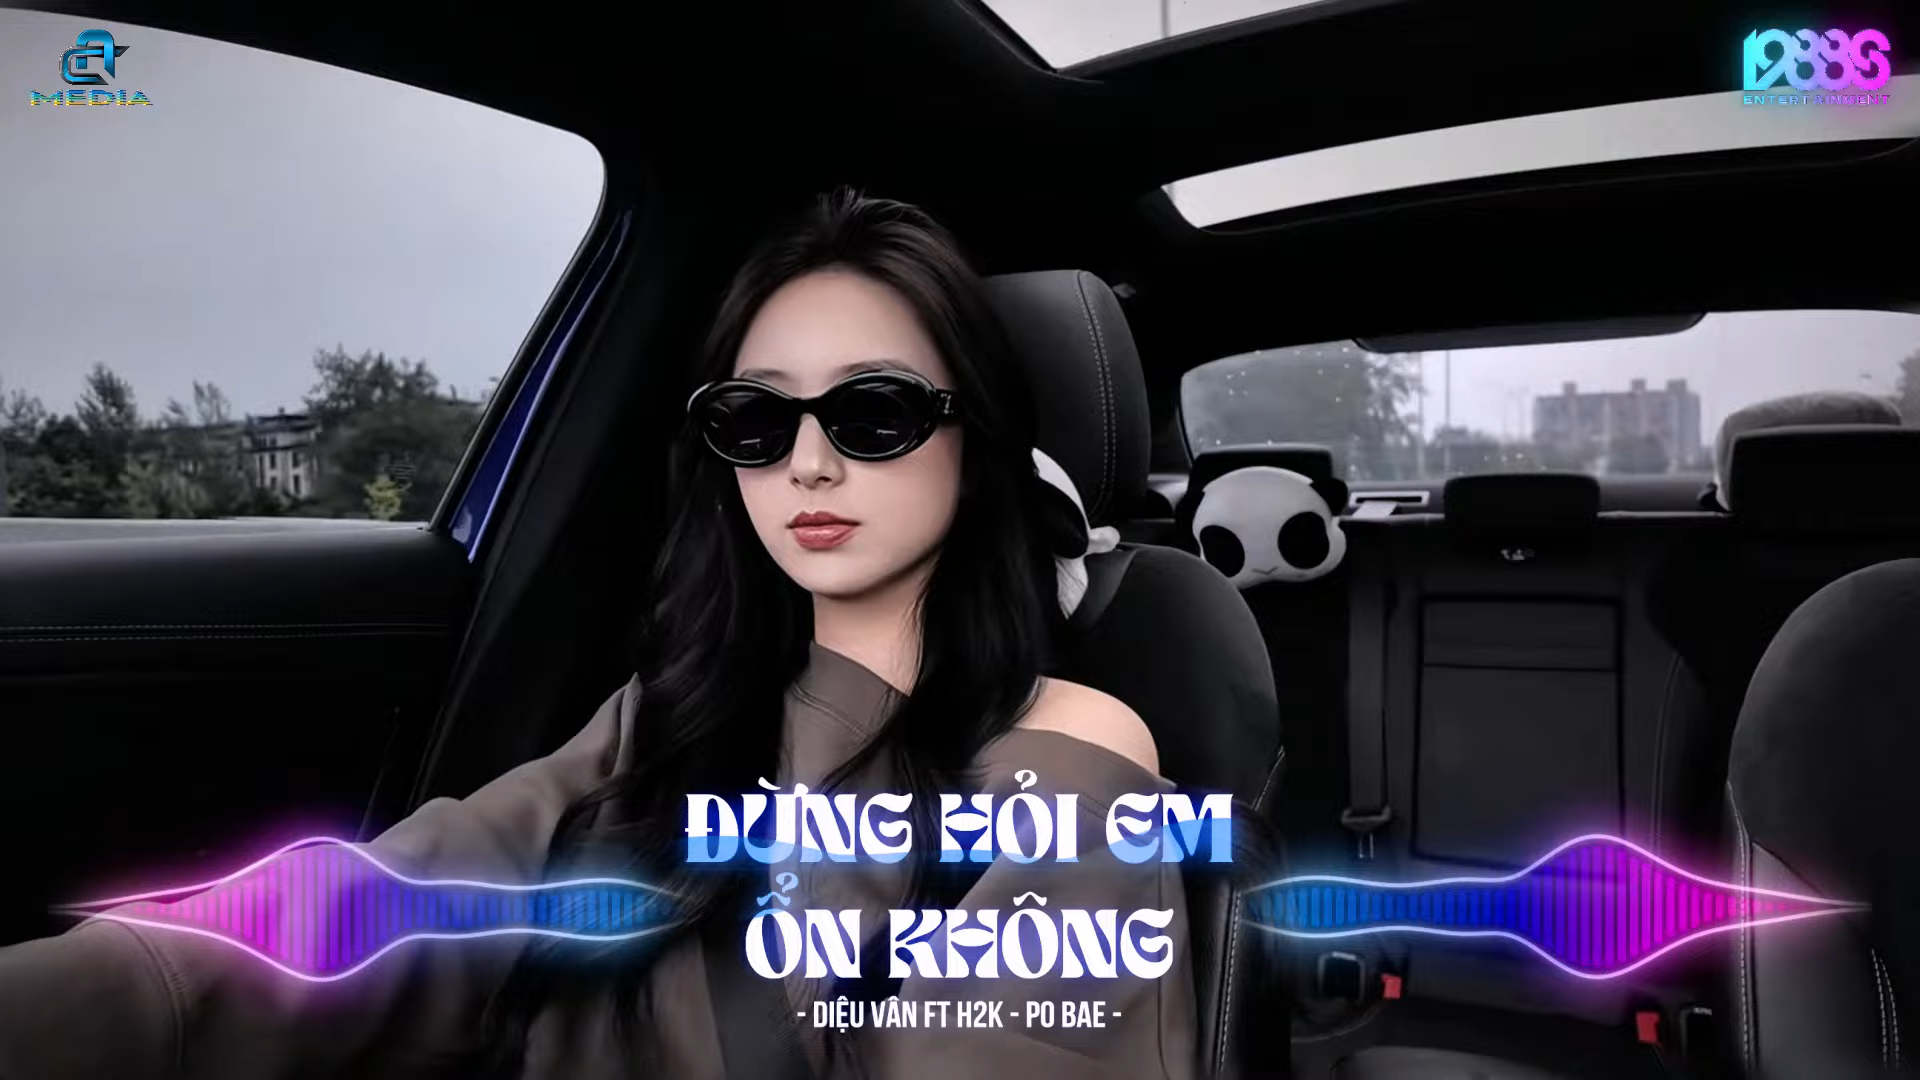 MEDIA
1988S
ENTERTAINMENT
ĐỪNG HỎI EM
ỔN KHÔNG
- DIỆU VÂN FT H2K - PO BAE -